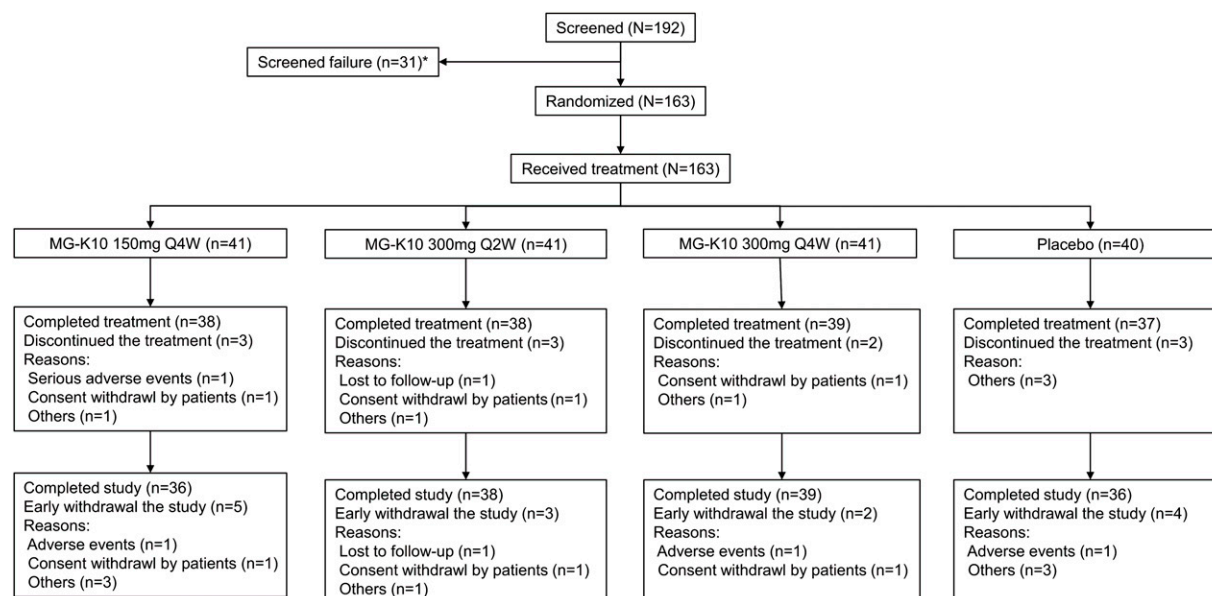 Screened (N=192)
Screened failure (n=31)*
Randomized (N=163)
Received treatment (N=163)
MG-K10 150mg Q4W (n=41)
MG-K10 300mg Q2W (n=41)
MG-K10 300mg Q4W (n=41)
Placebo (n=40)
Completed treatment (n=38)
Discontinued the treatment (n=3)
Reasons:
Serious adverse events (n=1)
Consent withdrawl by patients (n=1)
Others (n=1)
Completed treatment (n=38)
Discontinued the treatment (n=3)
Reasons:
Lost to follow-up (n=1)
Consent withdrawl by patients (n=1)
Others (n=1)
Completed treatment (n=39)
Discontinued the treatment (n=2)
Reasons:
Consent withdrawl by patients (n=1)
Others (n=1)
Completed treatment (n=37)
Discontinued the treatment (n=3)
Reason:
Others (n=3)
Completed study (n=36)
Early withdrawal the study (n=5)
Reasons:
Adverse events (n=1)
Consent withdrawl by patients (n=1)
Others (n=3)
Completed study (n=38)
Early withdrawal the study (n=3)
Reasons:
Lost to follow-up (n=1)
Consent withdrawl by patients (n=1)
Others (n=1)
Completed study (n=39)
Early withdrawal the study (n=2)
Reasons:
Adverse events (n=1)
Consent withdrawl by patients (n=1)
Completed study (n=36)
Early withdrawal the study (n=4)
Reasons:
Adverse events (n=1)
Others (n=3)